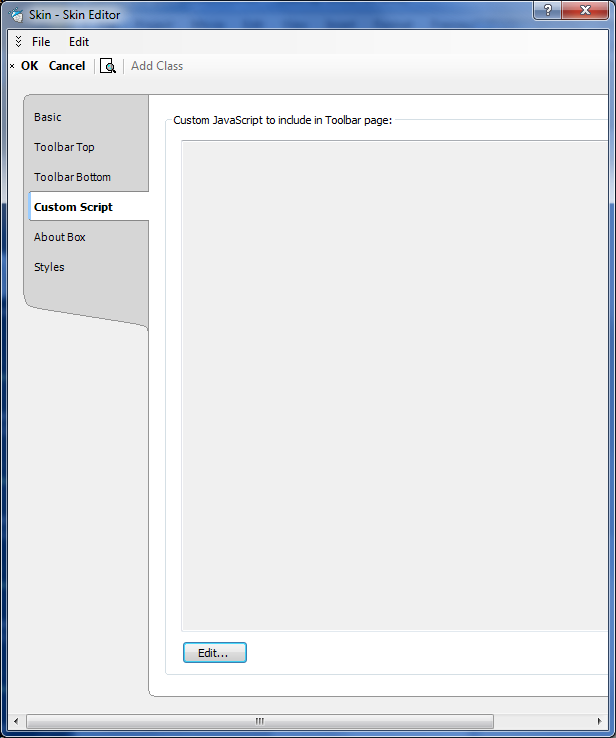 Skin - Skin Editor
?
File Edit
OK Cancel Add Class
Basic
Toolbar Top
Toolbar Bottom
Custom Script
About Box
Styles
Custom JavaScript to include in Toolbar page:
Edit...